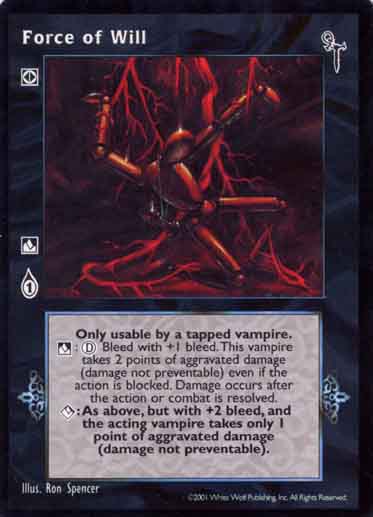 Force of Will
1
Only usable by a tapped vampire.
: D Bleed with +1 bleed. This vampire
takes 2 points of aggravated damage
(damage not preventable) even if the
action is blocked. Damage occurs after
the action or combat is resolved.
:As above, but with +2 bleed, and
the acting vampire takes only 1
point of aggravated damage
(damage not preventable).
Illus. Ron Spencer
©2001 White Wolf Publishing, Inc. All Rights Reserved.